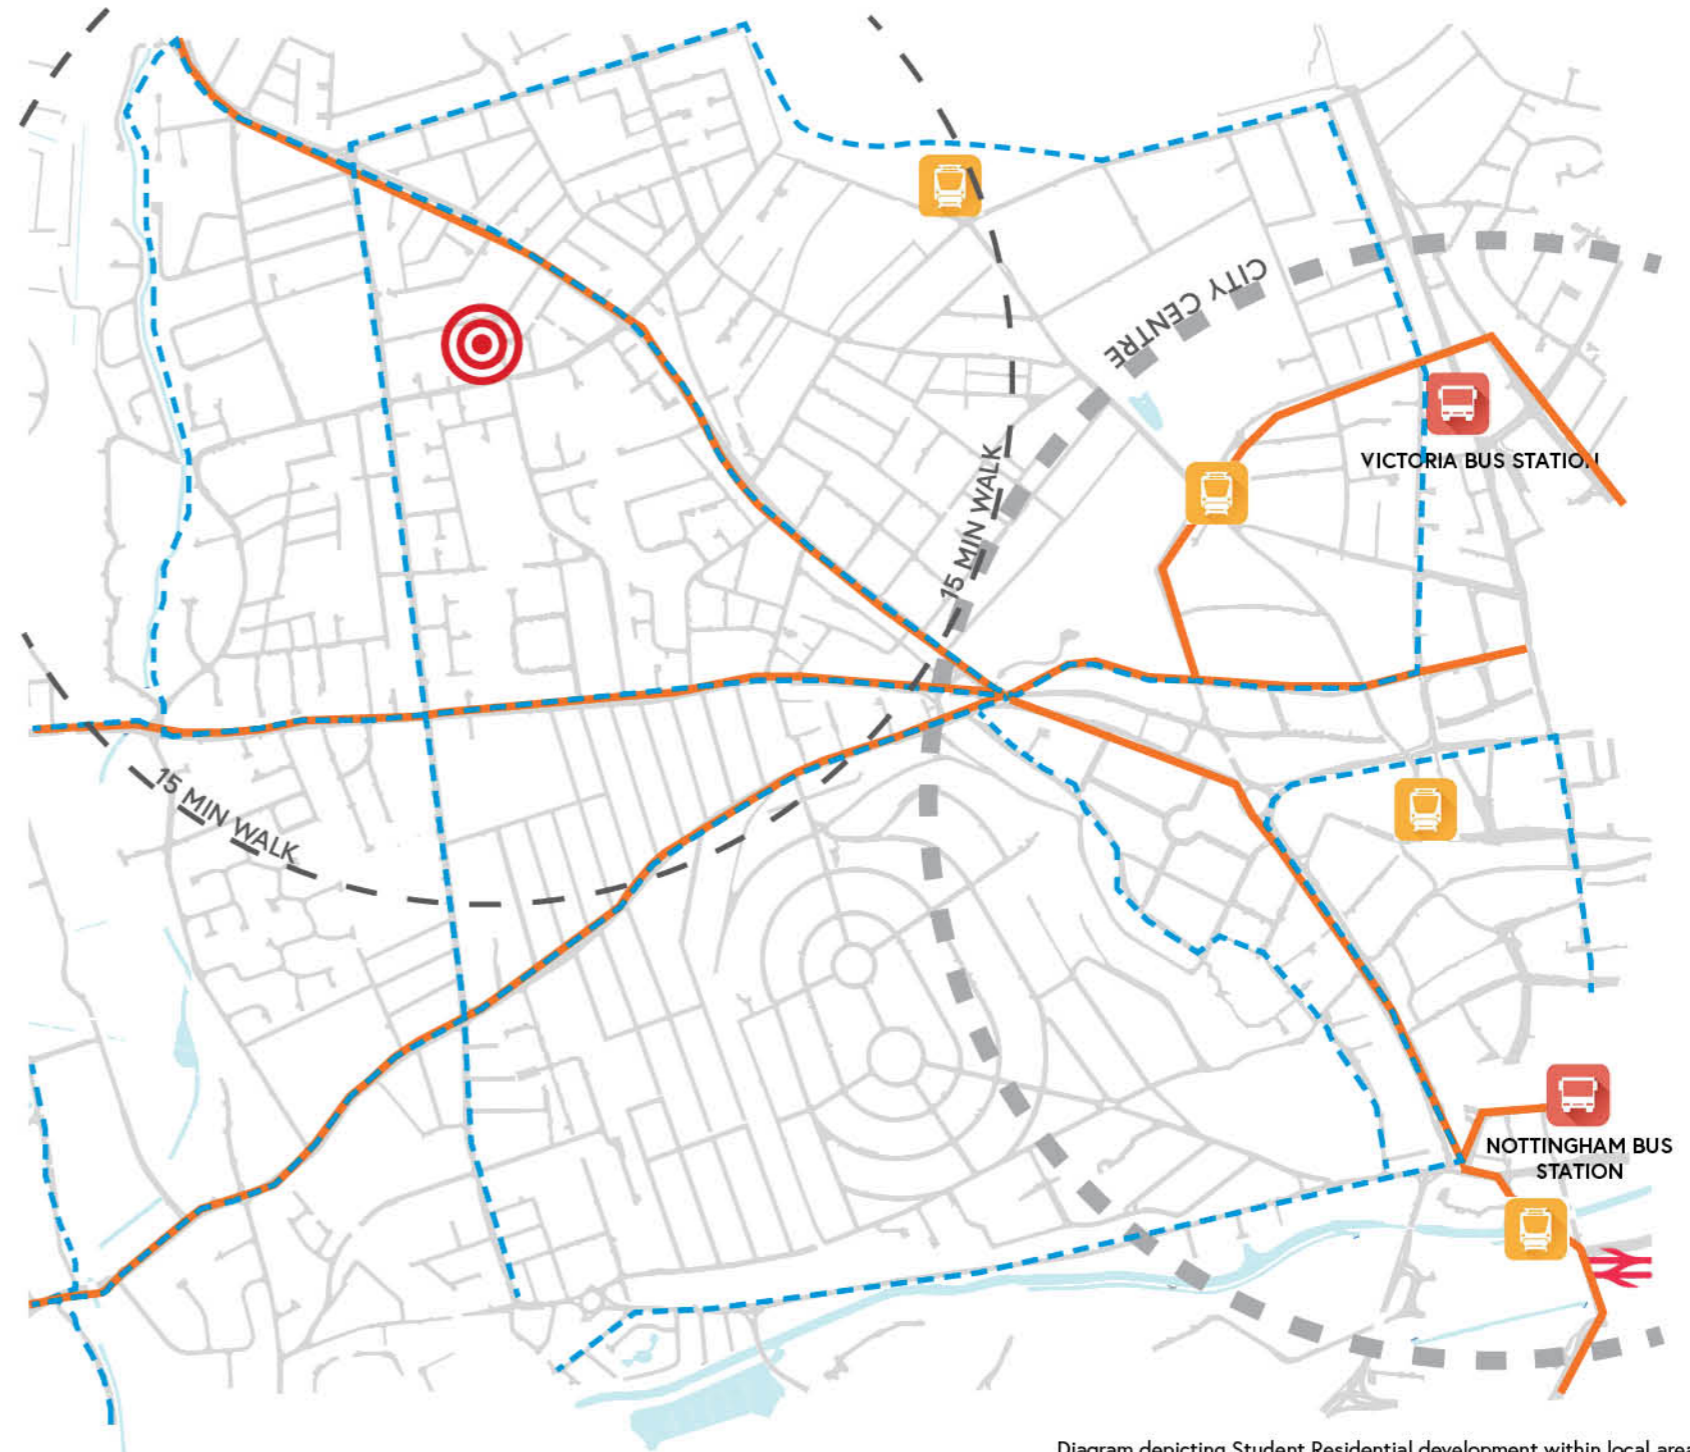 CITY CENTRE
15 MIN WALK
VICTORIA BUS STATION
15 MIN WALK
NOTTINGHAM BUS
STATION
Diagram depicting Student Residential development within local area